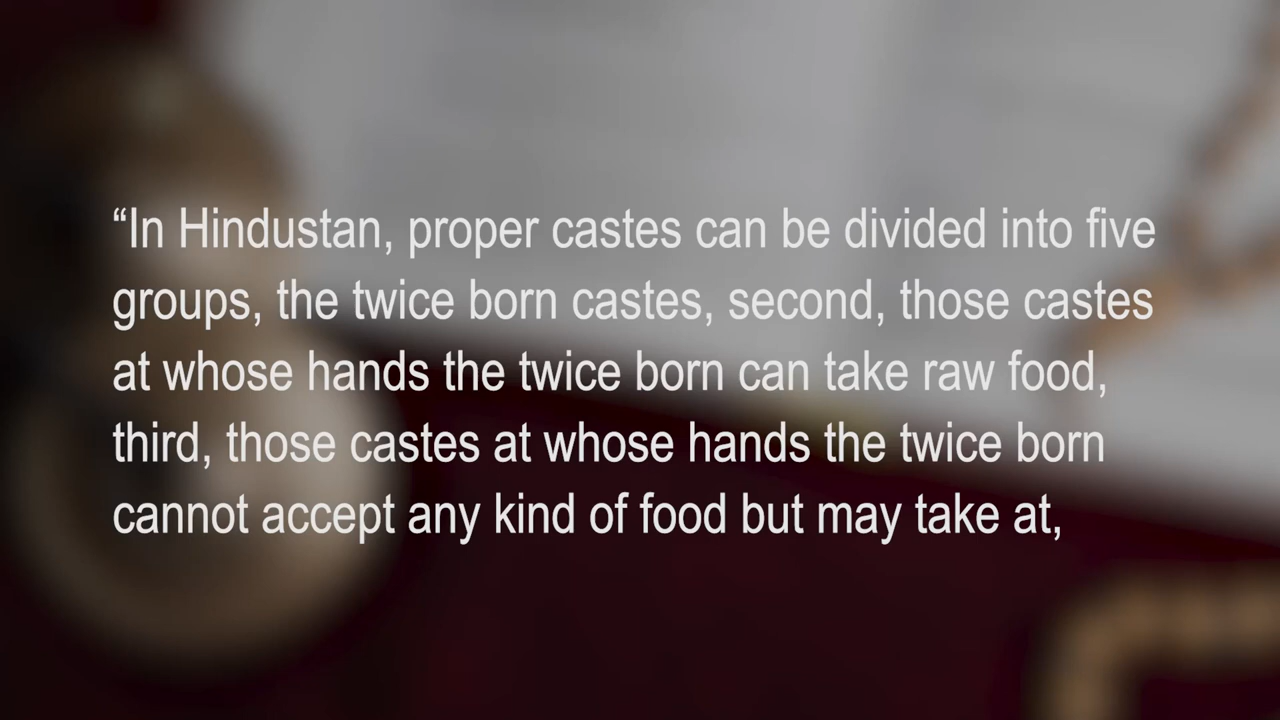 “In Hindustan, proper castes can be divided into five
groups, the twice born castes, second, those castes
at whose hands the twice born can take raw food,
third, those castes at whose hands the twice born
cannot accept any kind of food but may take at,